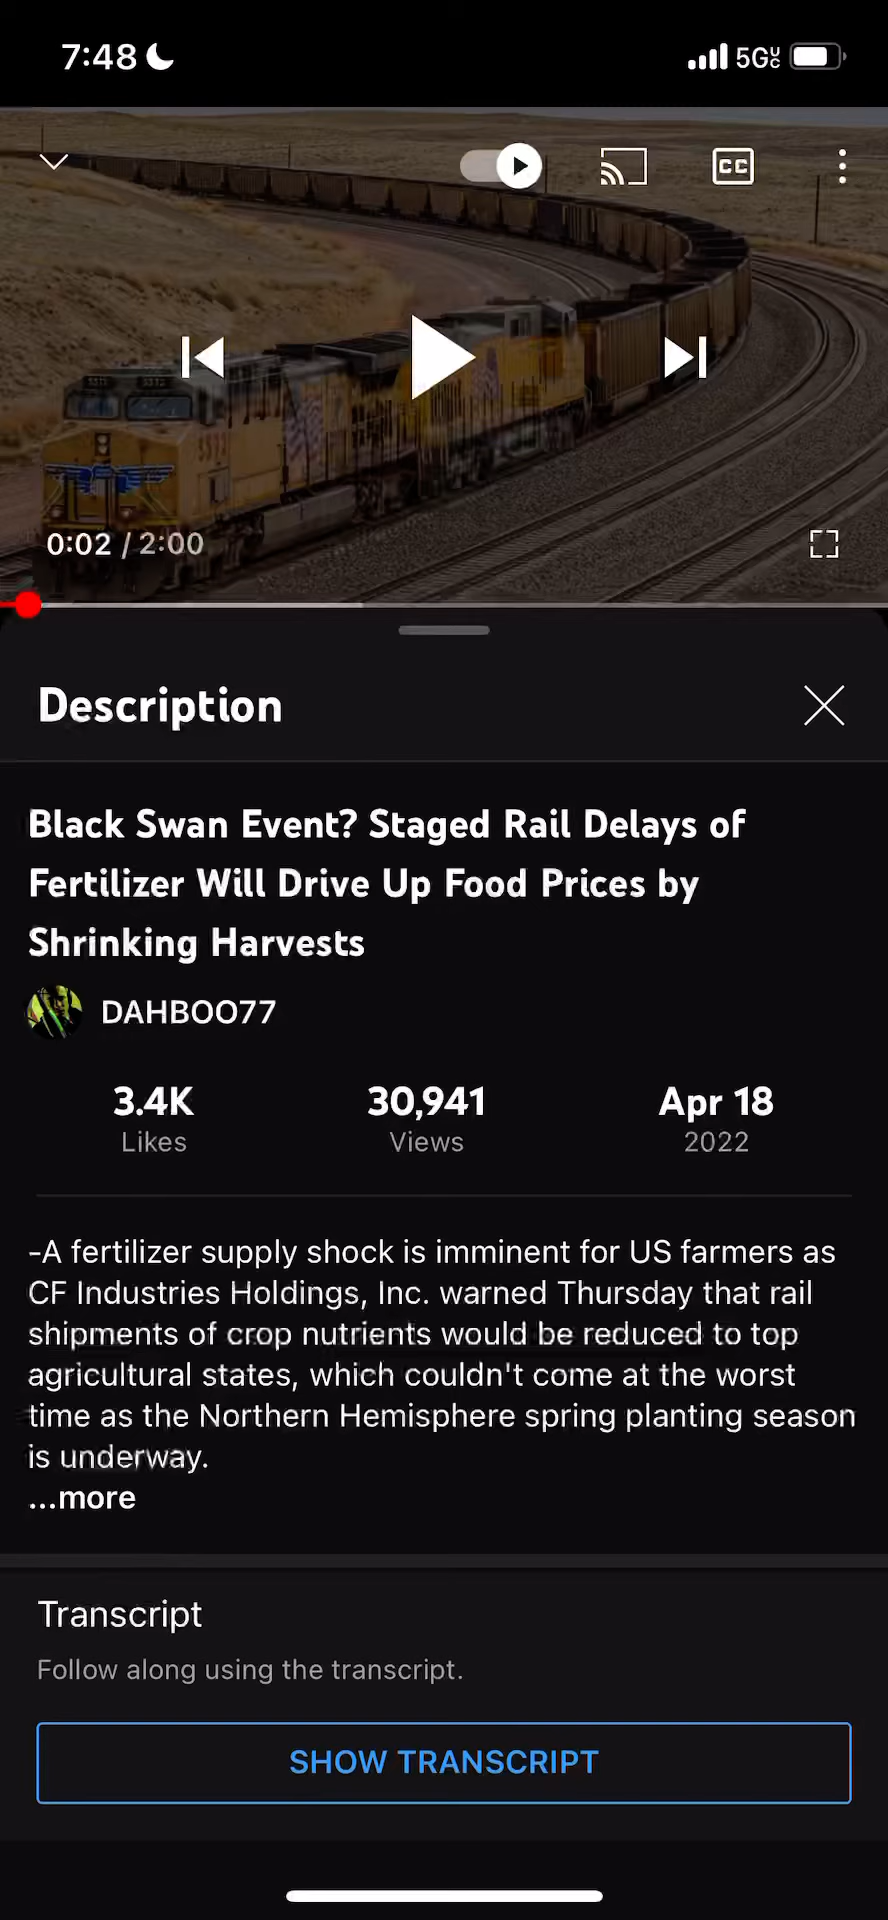 7:48
5GUC
CC
0:02 / 2:00
Description
Black Swan Event? Staged Rail Delays of
Fertilizer Will Drive Up Food Prices by
Shrinking Harvests
DAHBOO77
3.4K
Likes
30,941
Views
Apr 18
2022
-A fertilizer supply shock is imminent for US farmers as
CF Industries Holdings, Inc. warned Thursday that rail
shipments of crop nutrients would be reduced to top
agricultural states, which couldn't come at the worst
time as the Northern Hemisphere spring planting season
is underway.
...more
Transcript
Follow along using the transcript.
SHOW TRANSCRIPT